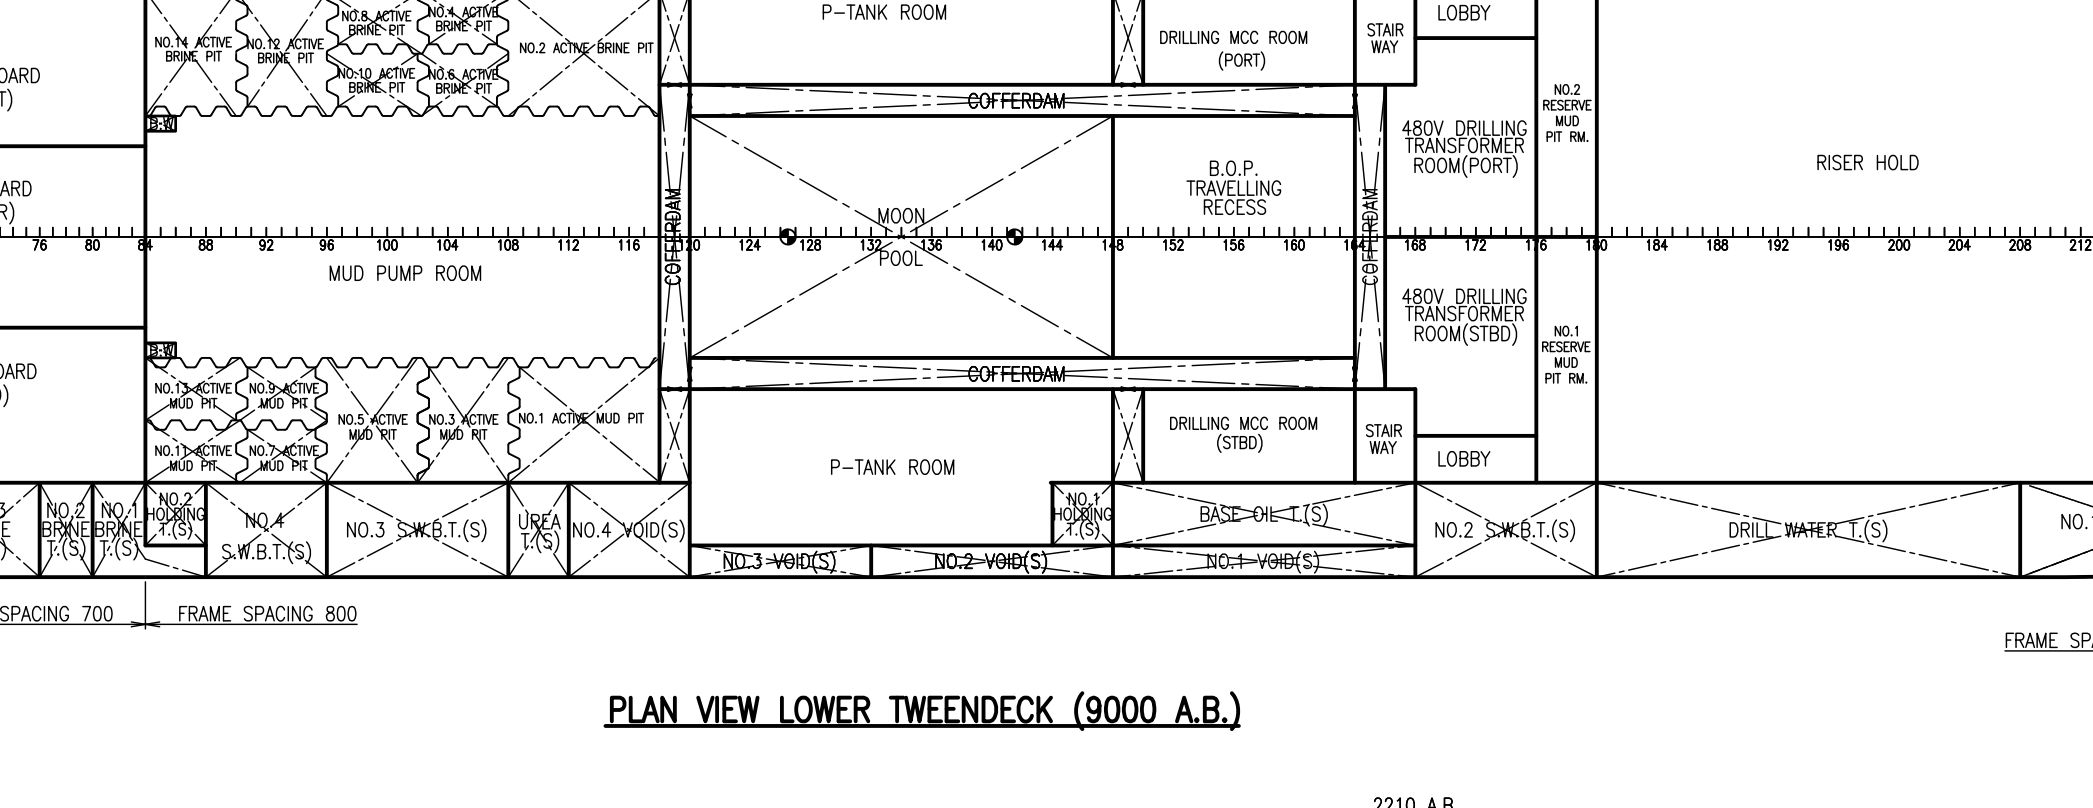 P-TANK ROOM
LOBBY
NO.8 ACTIVE
BRINE PIT
NO.4 ACTIVE
BRINE PIT
NO.14 ACTIVE
BRINE PIT
NO.12 ACTIVE
BRINE PIT
NO.2 ACTIVE BRINE PIT
DRILLING MCC ROOM
(PORT)
STAIR
WAY
NO.10 ACTIVE
BRINE PIT
NO.6 ACTIVE
BRINE PIT
OARD
T)
COFFERDAM
NO.2
RESERVE
MUD
PIT RM.
B.W
480V DRILLING
TRANSFORMER
ROOM(PORT)
RISER HOLD
B.O.P.
TRAVELLING
RECESS
ARD
R)
COFFERDAM
COFFERDAM
MOON
POOL
76 80 84 88 92 96 100 104 108 112 116 120 124 128 132 136 140 144 148 152 156 160 164 168 172 176 180 184 188 192 196 200 204 208 212
MUD PUMP ROOM
480V DRILLING
TRANSFORMER
ROOM(STBD)
NO.1
RESERVE
MUD
PIT RM.
B.W
OARD
)
COFFERDAM
NO.13 ACTIVE
MUD PIT
NO.9 ACTIVE
MUD PIT
NO.5 ACTIVE
MUD PIT
NO.3 ACTIVE
MUD PIT
NO.1 ACTIVE MUD PIT
DRILLING MCC ROOM
(STBD)
STAIR
WAY
NO.11 ACTIVE
MUD PIT
NO.7 ACTIVE
MUD PIT
P-TANK ROOM
LOBBY
3
E
)
NO.2
BRINE
T.(S)
NO.1
BRINE
T.(S)
NO.2
HOLDING
T.(S)
NO.4
S.W.B.T.(S)
NO.3 S.W.B.T.(S)
UREA
T.(S)
NO.4 VOID(S)
NO.1
HOLDING
T.(S)
BASE OIL T.(S)
NO.2 S.W.B.T.(S)
DRILL WATER T.(S)
NO.
NO.3 VOID(S)
NO.2 VOID(S)
NO.1 VOID(S)
SPACING 700
FRAME SPACING 800
FRAME SPA
PLAN VIEW LOWER TWEENDECK (9000 A.B.)
2210 A.B